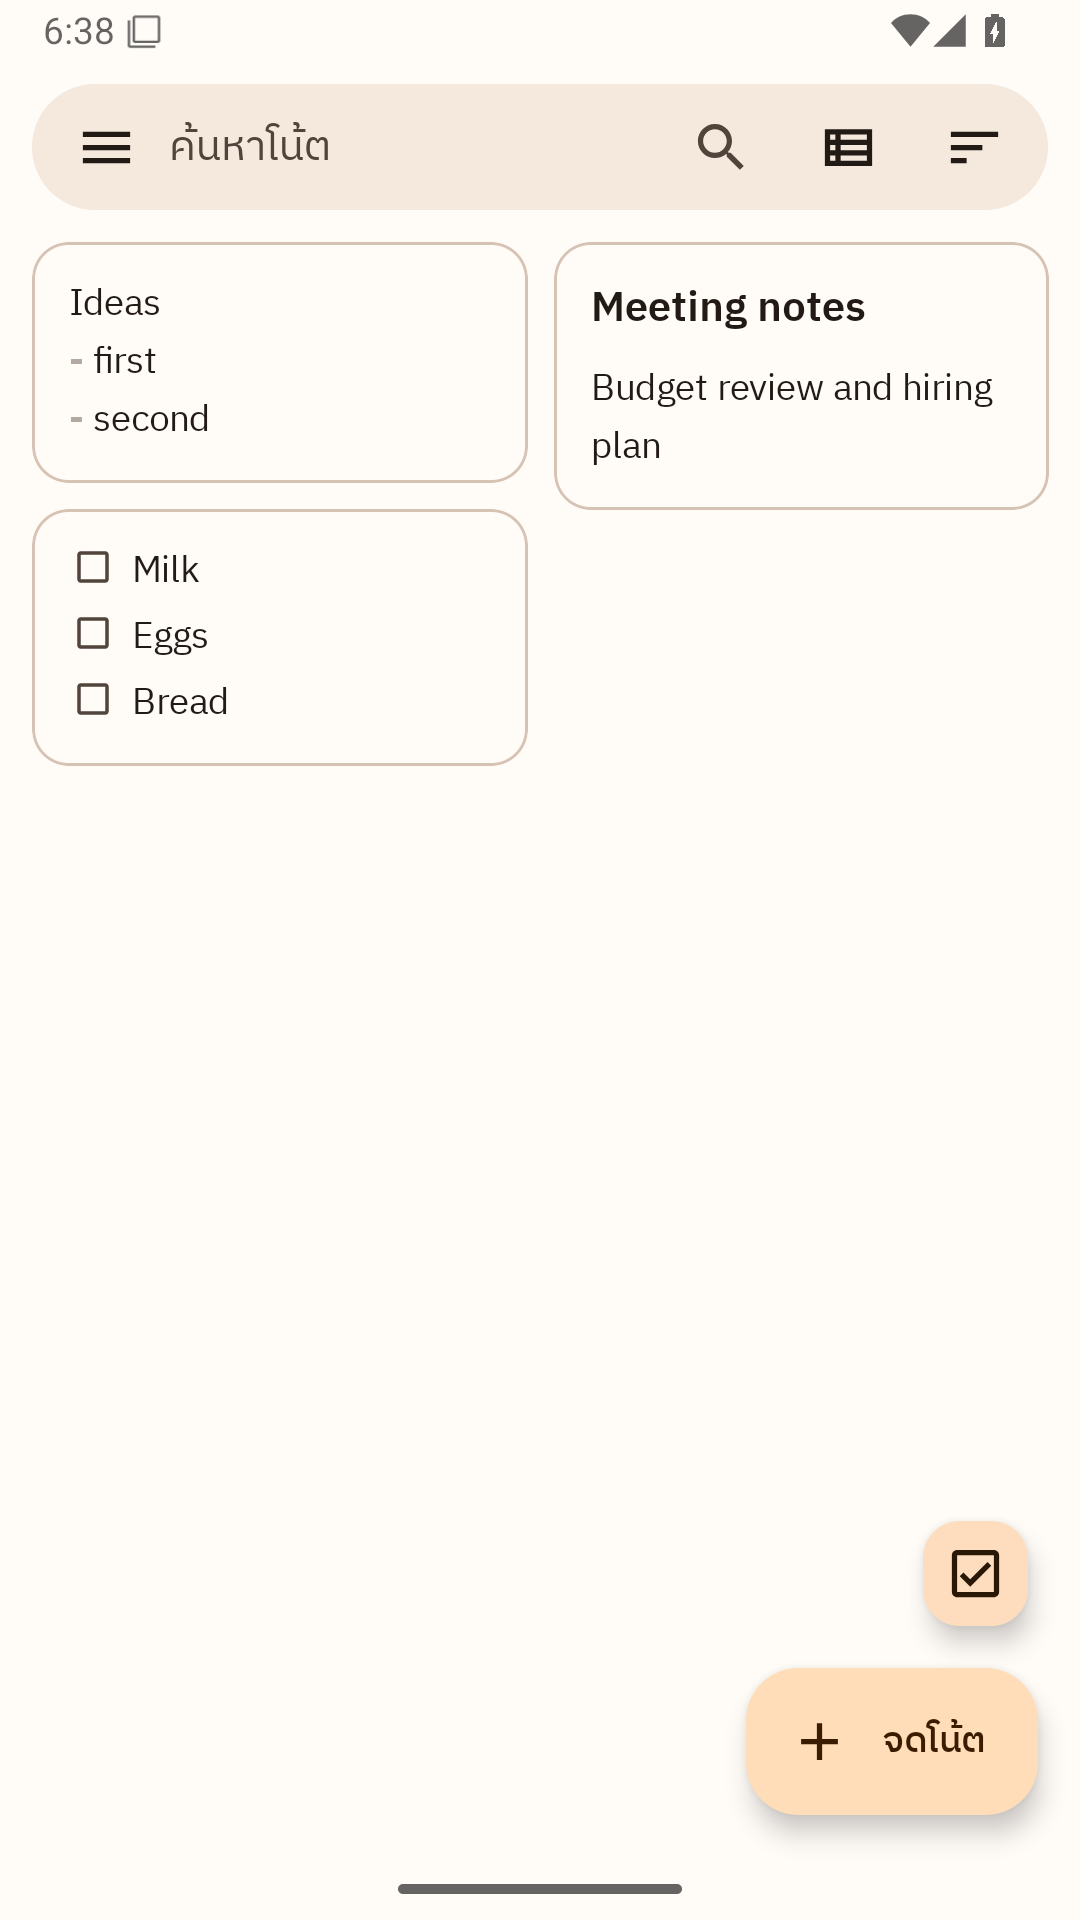 6:38
ค้นหาโน้ต
Ideas
- first
- second
Meeting notes
Budget review and hiring
plan
Milk
Eggs
Bread
จดโน้ต